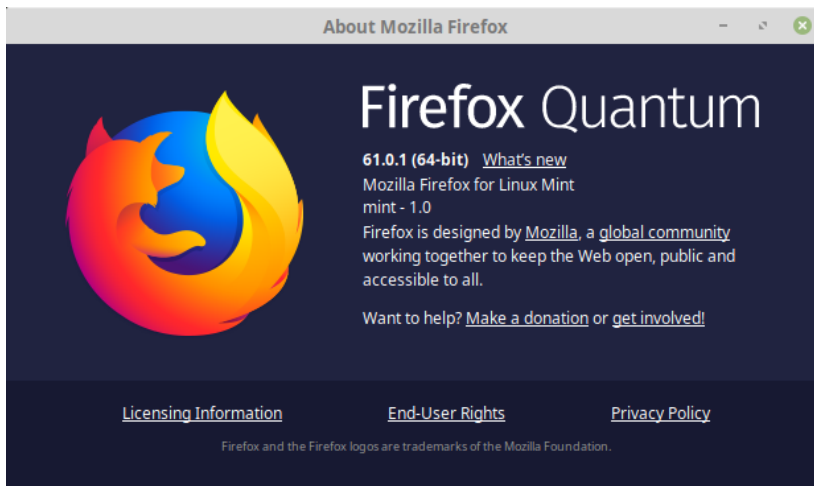 About Mozilla Firefox
Firefox Quantum
61.0.1 (64-bit) What's new
Mozilla Firefox for Linux Mint
mint - 1.0
Firefox is designed by Mozilla, a global community
working together to keep the Web open, public and
accessible to all.
Want to help? Make a donation or get involved!
Licensing Information End-User Rights Privacy Policy
Firefox and the Firefox logos are trademarks of the Mozilla Foundation.